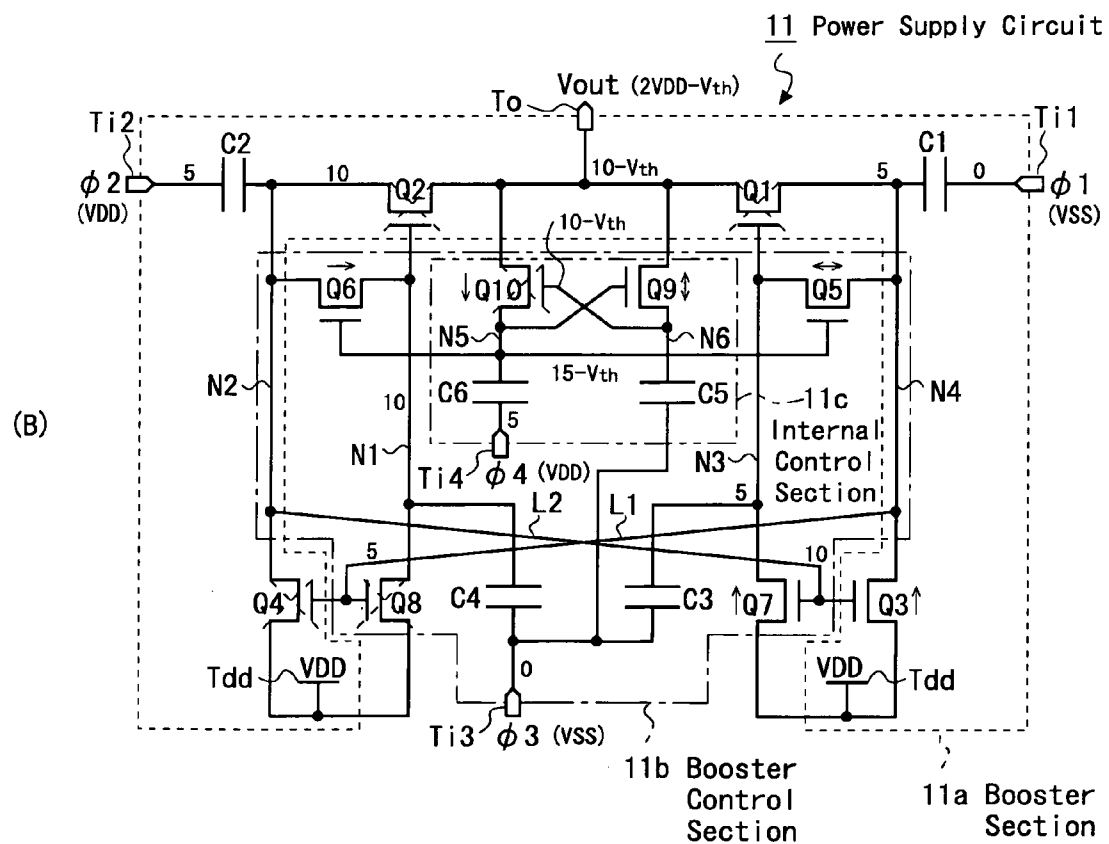 11 Power Supply Circuit
Vout (2VDD-Vth)
To
Ti2
Ti1
C2
C1
5
10
Q2
10-Vth
Q1
5
0
ϕ2
(VDD)
ϕ1
(VSS)
10-Vth
Q6
Q10
Q9
Q5
N5
N6
15-Vth
N2
N4
C6
C5
11c
Internal
Control
Section
10
5
(B)
N1
Ti4
ϕ4 (VDD)
N3
5
L2
L1
5
10
Q4
Q8
C4
C3
Q7
Q3
Tdd
VDD
0
VDD
Tdd
Ti3
ϕ3 (VSS)
11b Booster
Control
Section
11a Booster
Section